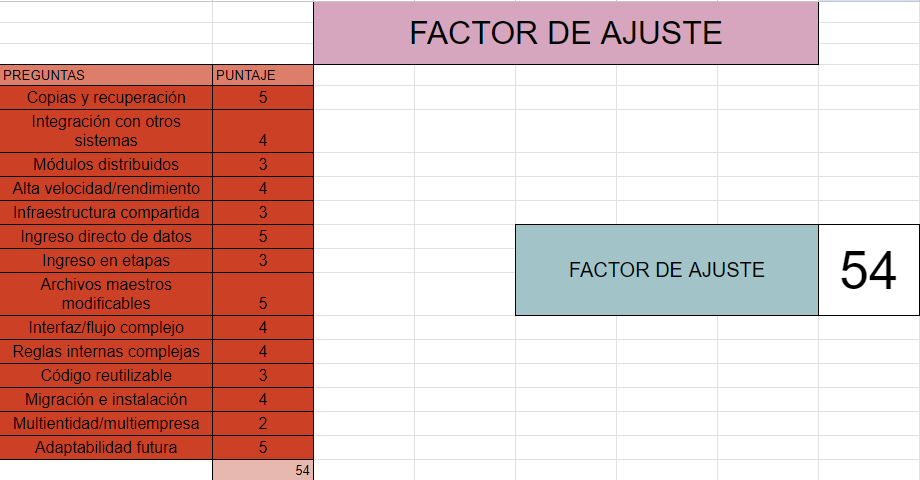 FACTOR DE AJUSTE
PREGUNTAS PUNTAJE
Copias y recuperación 5
Integración con otros
sistemas 4
Módulos distribuidos 3
Alta velocidad/rendimiento 4
Infraestructura compartida 3
Ingreso directo de datos 5
Ingreso en etapas 3
Archivos maestros
modificables 5
Interfaz/flujo complejo 4
Reglas internas complejas 4
Código reutilizable 3
Migración e instalación 4
Multientidad/multiempresa 2
Adaptabilidad futura 5
54
FACTOR DE AJUSTE 54